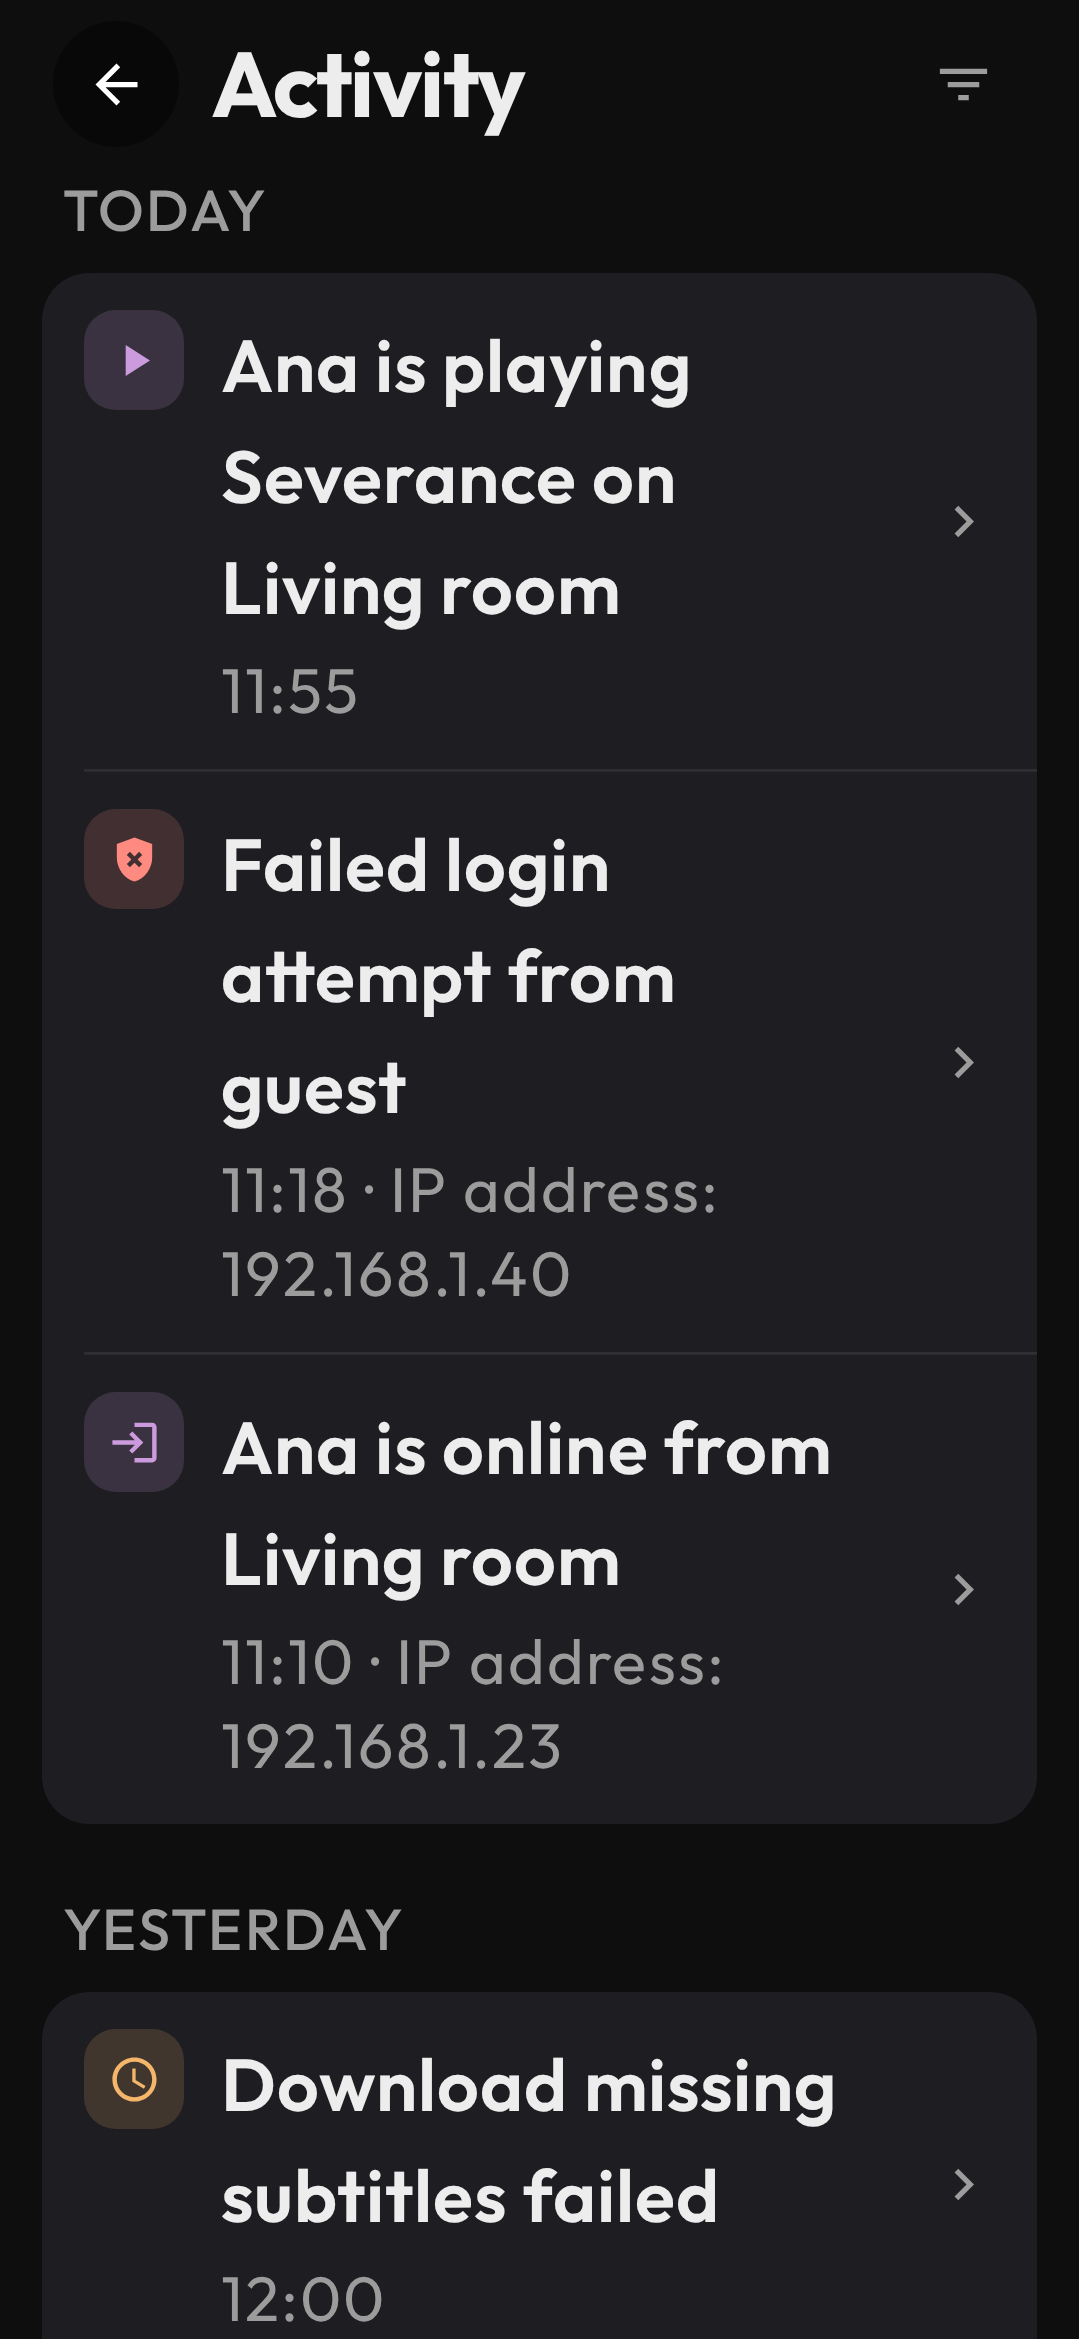 Activity
TODAY
Ana is playing
Severance on
Living room
11:55
Failed login
attempt from
guest
11:18 · IP address:
192.168.1.40
Ana is online from
Living room
11:10 · IP address:
192.168.1.23
YESTERDAY
Download missing
subtitles failed
12:00